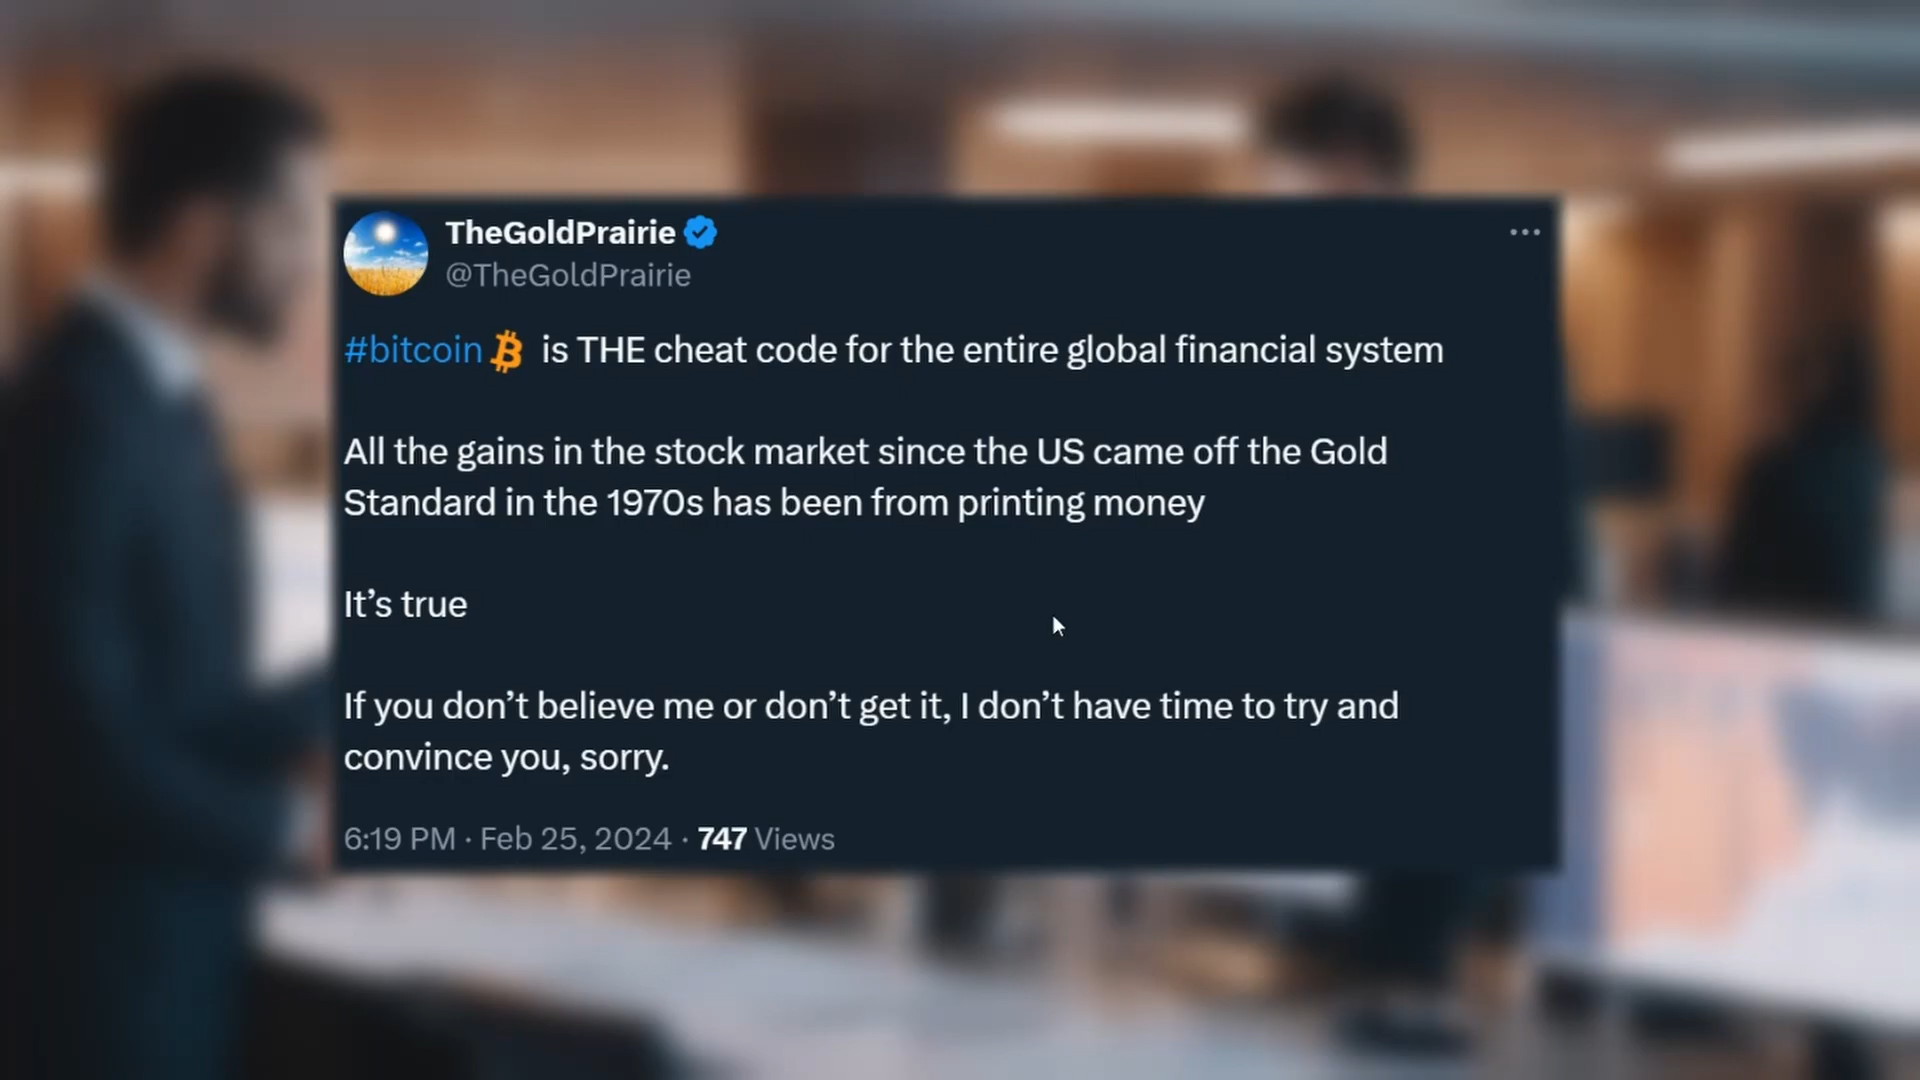 TheGoldPrairie
@TheGoldPrairie
#bitcoin is THE cheat code for the entire global financial system
All the gains in the stock market since the US came off the Gold
Standard in the 1970s has been from printing money
It’s true
If you don’t believe me or don’t get it, I don’t have time to try and
convince you, sorry.
6:19 PM · Feb 25, 2024 · 747 Views